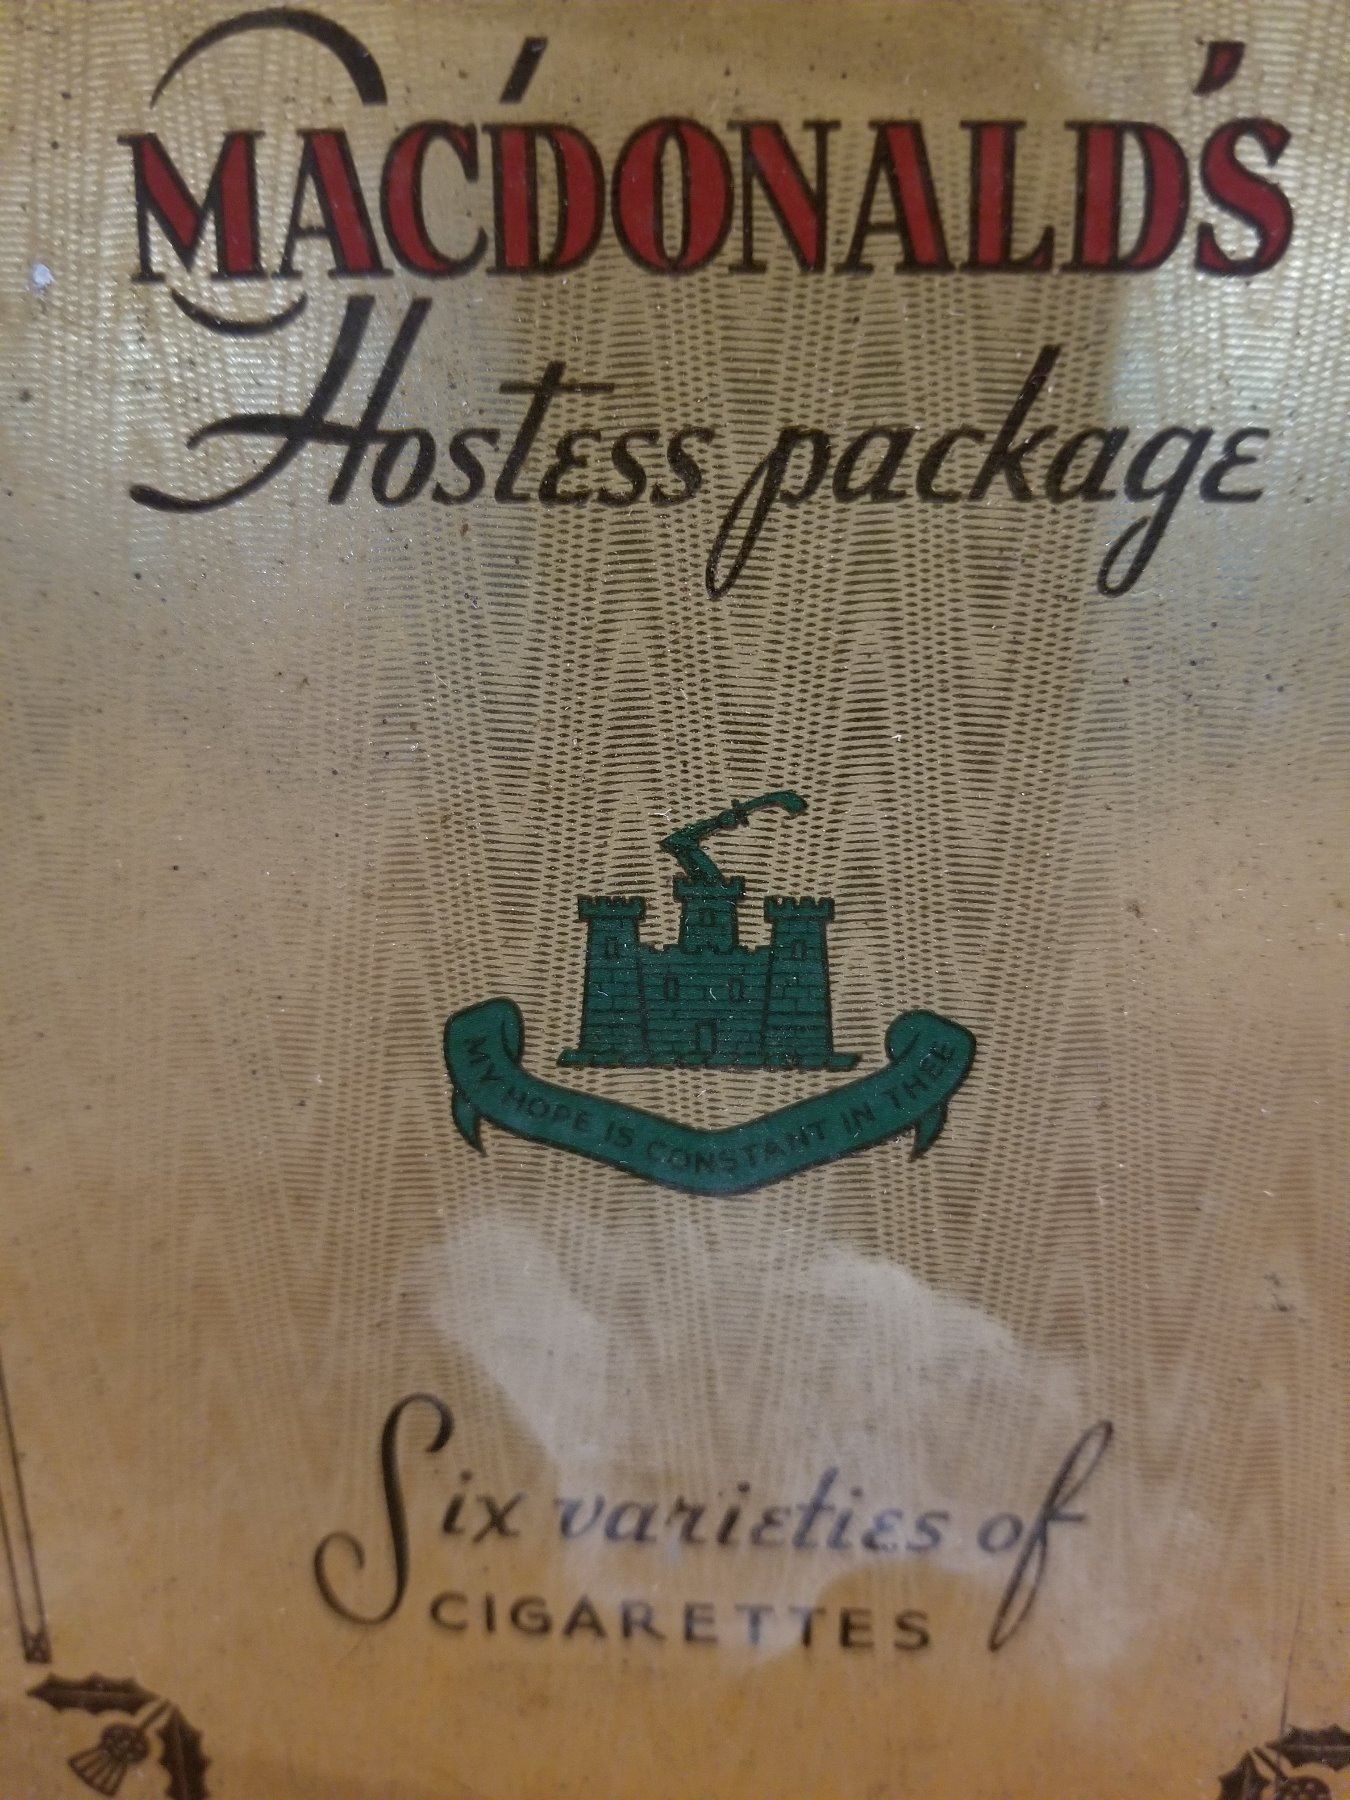 MACDONALD'S
Hostess package
MY HOPE IS CONSTANT IN THEE
Six varieties of
CIGARETTES